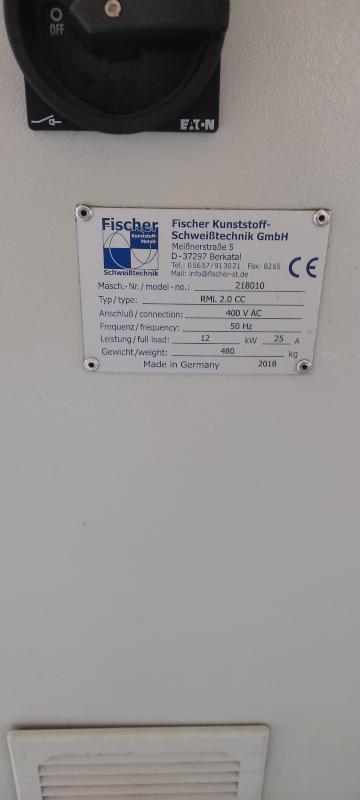 O
OFF
EATON
Fischer
Kunststoff-
Metall-
Schweißtechnik
Fischer Kunststoff-
Schweißtechnik GmbH
Meißnerstraße 5
D-37297 Berkatal
Tel.: 05657/913021 Fax: 8265
Mail: info@fischer-st.de
CE
Masch.-Nr./model-no.: 218010
Typ/type: RML 2.0 CC
Anschluß/connection: 400 V AC
Frequenz/frequency: 50 Hz
Leistung/full load: 12 kW 25 A
Gewicht/weight: 480 kg
Made in Germany 2018